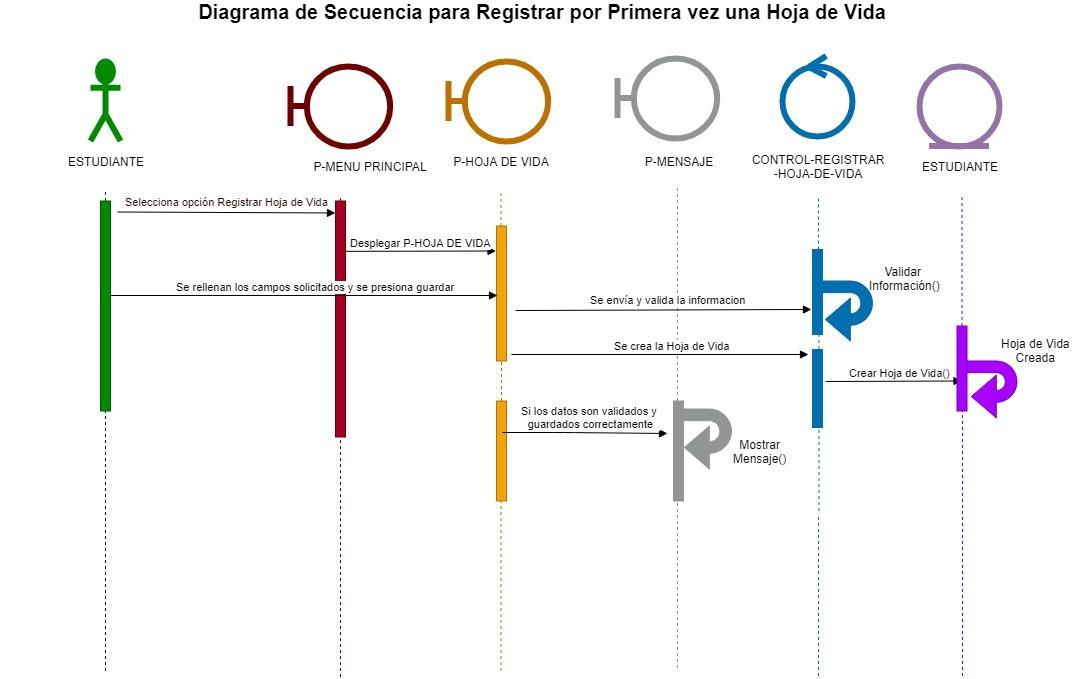 Diagrama de Secuencia para Registrar por Primera vez una Hoja de Vida
ESTUDIANTE
P-MENU PRINCIPAL
P-HOJA DE VIDA
P-MENSAJE
CONTROL-REGISTRAR
-HOJA-DE-VIDA
ESTUDIANTE
Selecciona opción Registrar Hoja de Vida
Desplegar P-HOJA DE VIDA
Se rellenan los campos solicitados y se presiona guardar
Se envía y valida la informacion
Validar
Información()
Se crea la Hoja de Vida
Crear Hoja de Vida()
Hoja de Vida
Creada
Si los datos son validados y
guardados correctamente
Mostrar
Mensaje()